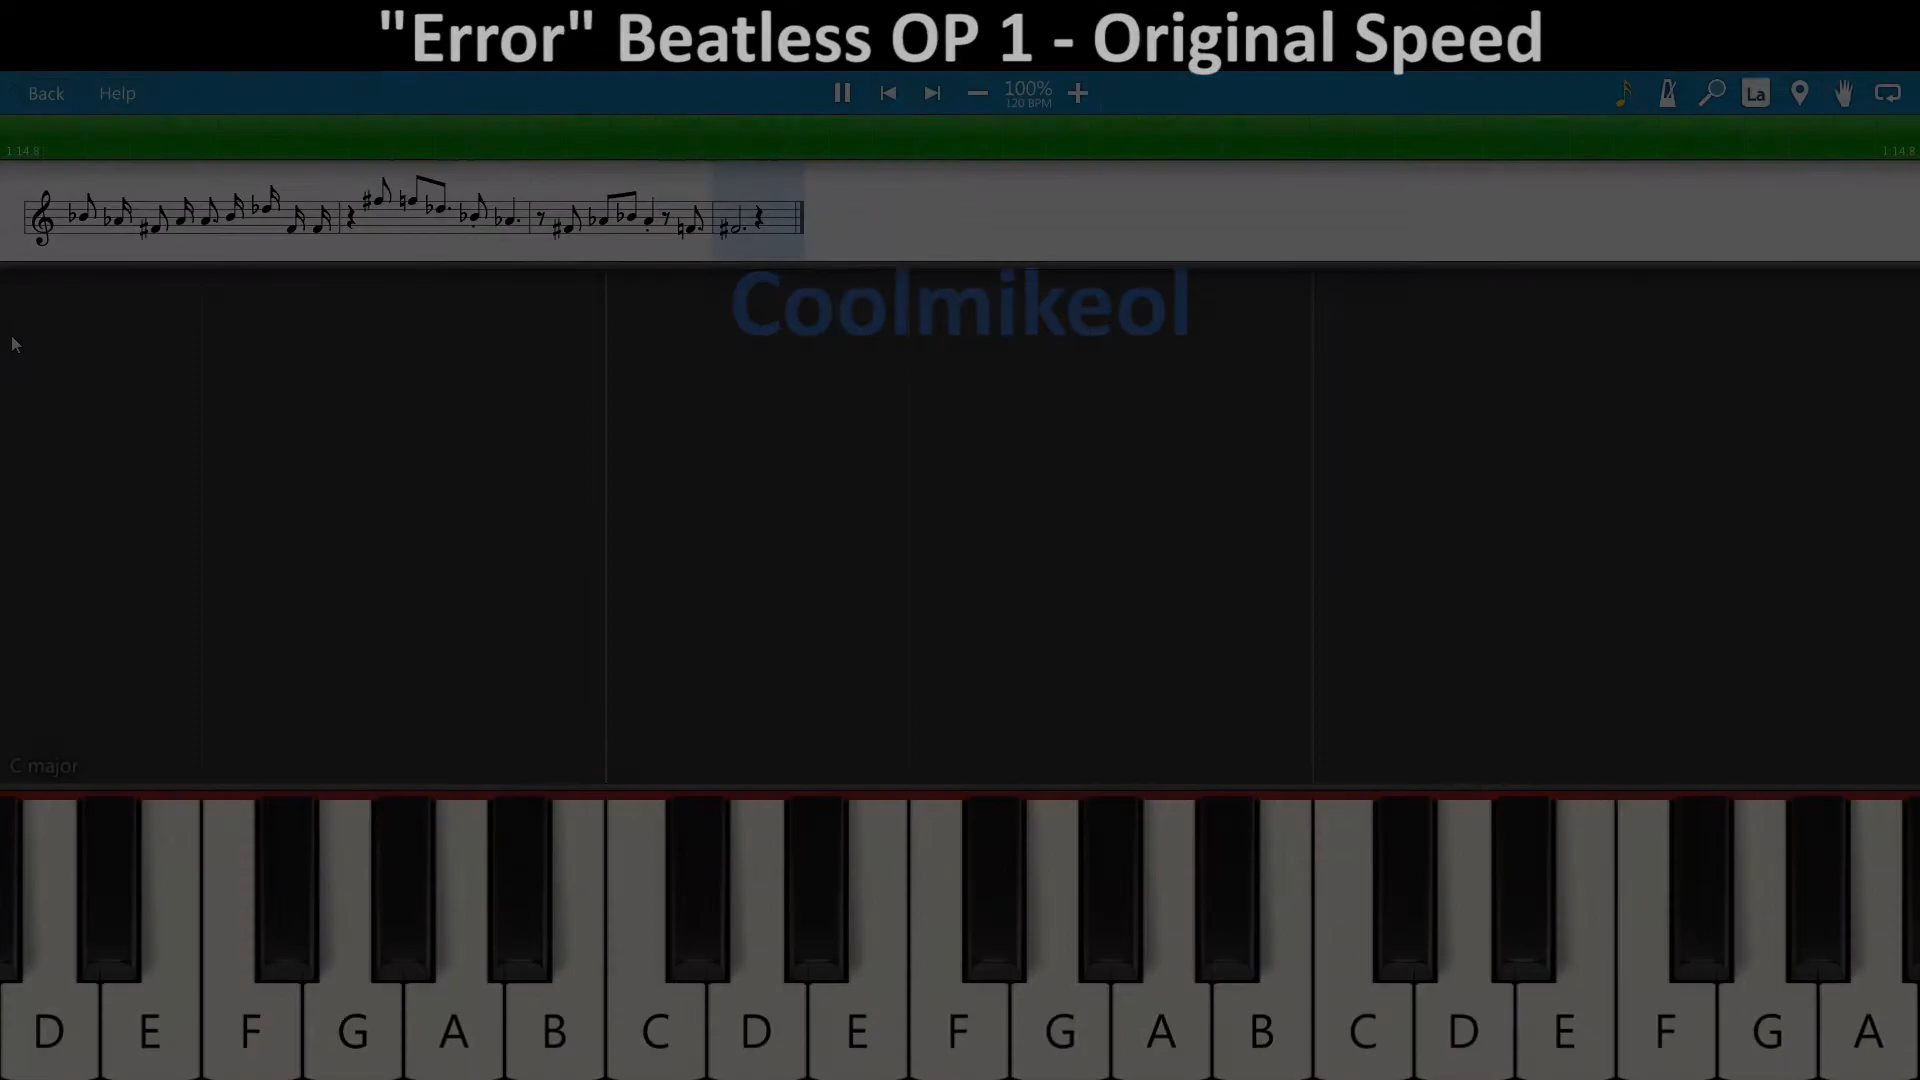 "Error" Beatless OP 1 - Original Speed
Back Help 100% La
120 BPM
1:14.8 1:14.8
Coolmikeol
C major
D E F G A B C D E F G A B C D E F G A